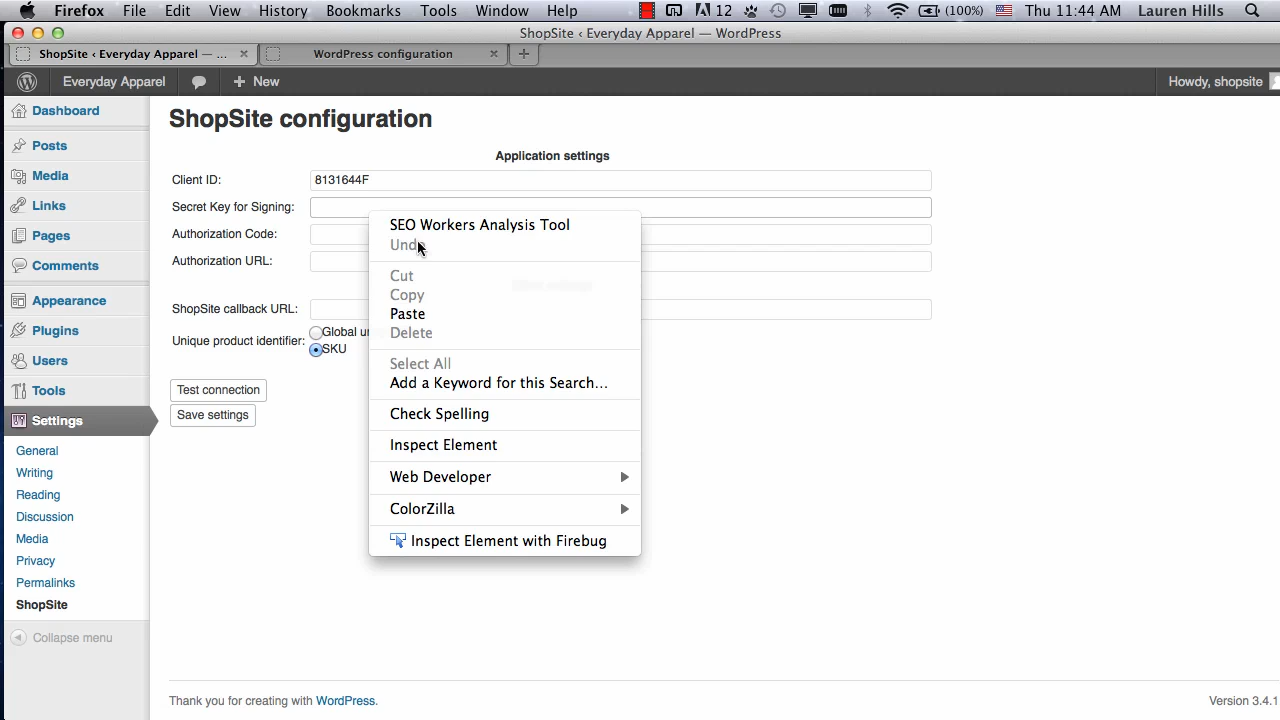 Firefox File Edit View History Bookmarks Tools Window Help 12 (100%) Thu 11:44 AM Lauren Hills
ShopSite ‹ Everyday Apparel — WordPress
ShopSite ‹ Everyday Apparel — ... × WordPress configuration × +
Everyday Apparel + New Howdy, shopsite
Dashboard
Posts
Media
Links
Pages
Comments
Appearance
Plugins
Users
Tools
Settings
General
Writing
Reading
Discussion
Media
Privacy
Permalinks
ShopSite
Collapse menu
ShopSite configuration
Application settings
Client ID: 8131644F
Secret Key for Signing:
Authorization Code:
Authorization URL:
ShopSite callback URL:
Unique product identifier: Global
SKU
Test connection
Save settings
SEO Workers Analysis Tool
Undo
Cut
Copy
Paste
Delete
Select All
Add a Keyword for this Search...
Check Spelling
Inspect Element
Web Developer
ColorZilla
Inspect Element with Firebug
Thank you for creating with WordPress. Version 3.4.1